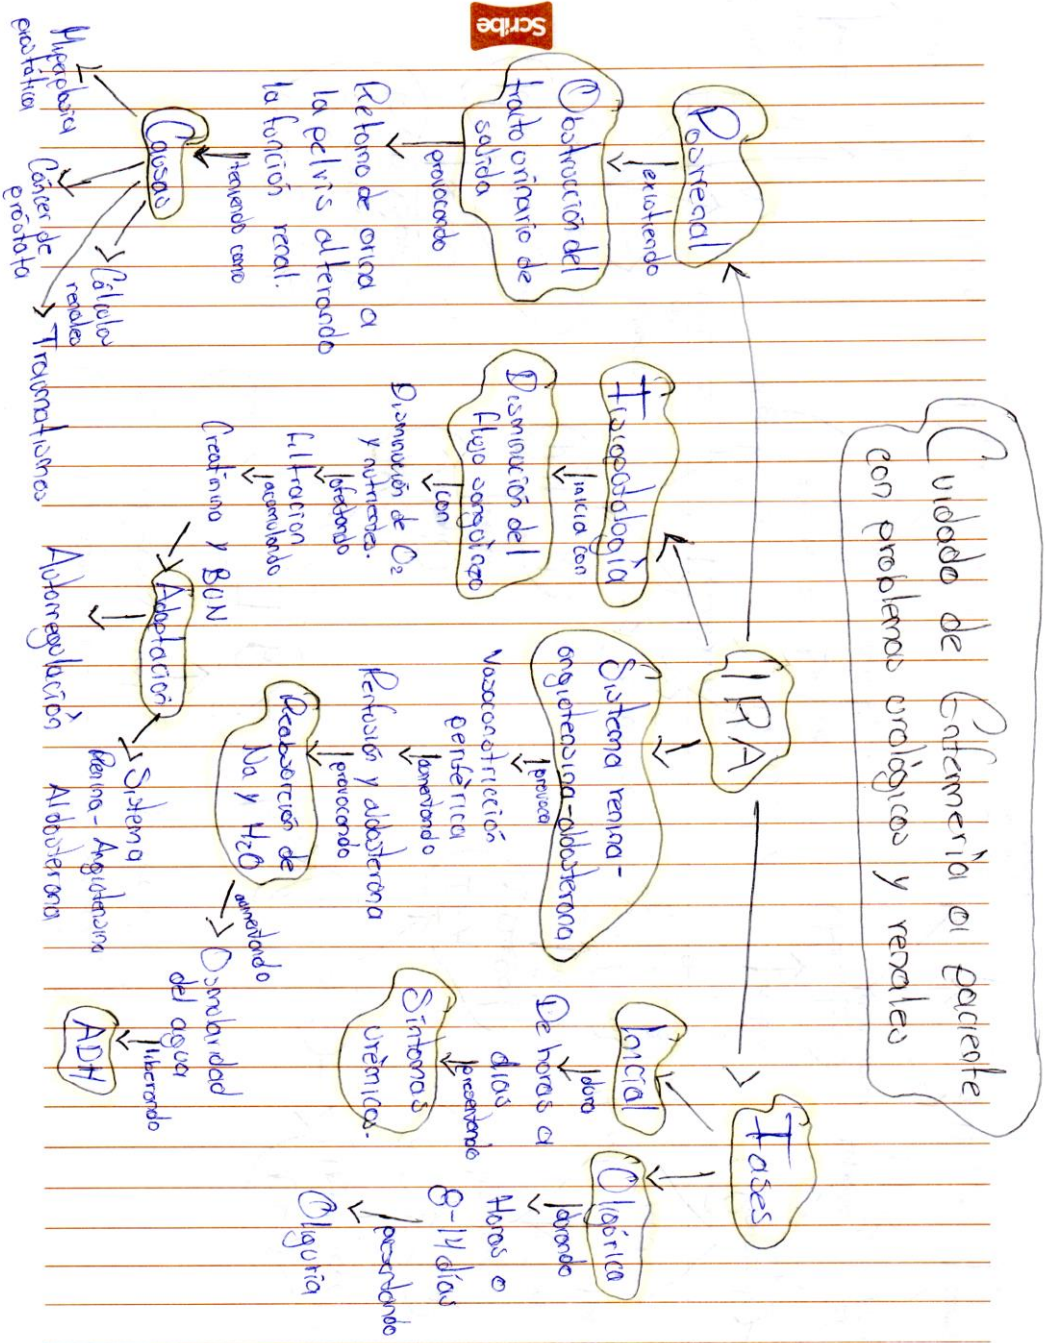 Cuidado de Enfermería al paciente
con problemas urológicos y renales
IRA
Posrenal
existiendo
Obstrucción del
tracto urinario de
salida
provocando
Retorno de orina a
la pelvis alterando
la función renal.
teniendo como
Causas
Hiperplasia
prostática
Cáncer de
próstata
Cálculos
renales
Traumatismos
Fisiopatología
inicia con
Disminución del
flujo sanguíneo
con
Disminución de O2
y nutrientes.
afectando
filtración
acumulando
Creatinina y BUN
Adaptación
Autorregulación
Sistema
Renina-Angiotensina
Aldosterona
Sistema renina-
angiotensina-aldosterona
provoca
Vasoconstricción
periférica
aumentando
Perfusión y aldosterona
provocando
Reabsorción de
Na y H2O
aumentando
Osmolaridad
del agua
liberando
ADH
Fases
Inicial
dura
De horas a
días
presentando
Síntomas
urémicos.
Oligúrica
durando
Horas o
8-14 días
presentando
Oliguria
Scribe